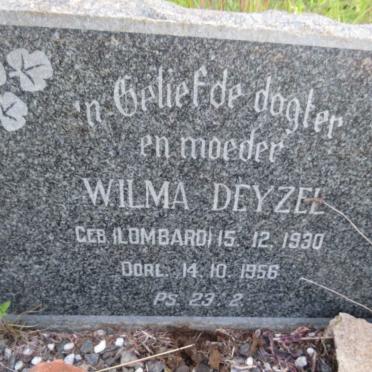 'n Geliefde dogter
en moeder
WILMA DEYZEL
GEB. (LOMBARD) 15. 12. 1930
OORL. 14. 10. 1956
PS. 23. 2